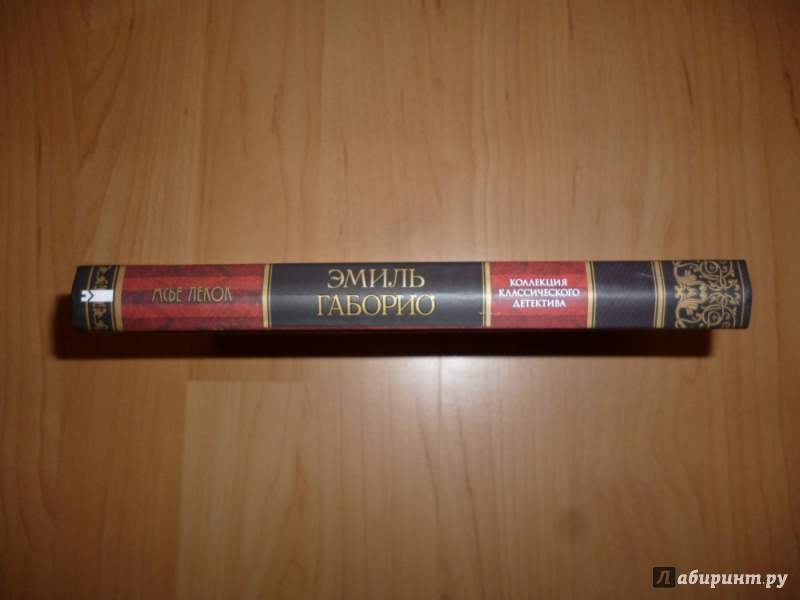 МСЬЕ ЛЕКОК
ЭМИЛЬ
ГАБОРИО
КОЛЛЕКЦИЯ
КЛАССИЧЕСКОГО
ДЕТЕКТИВА
Лабиринт.ру